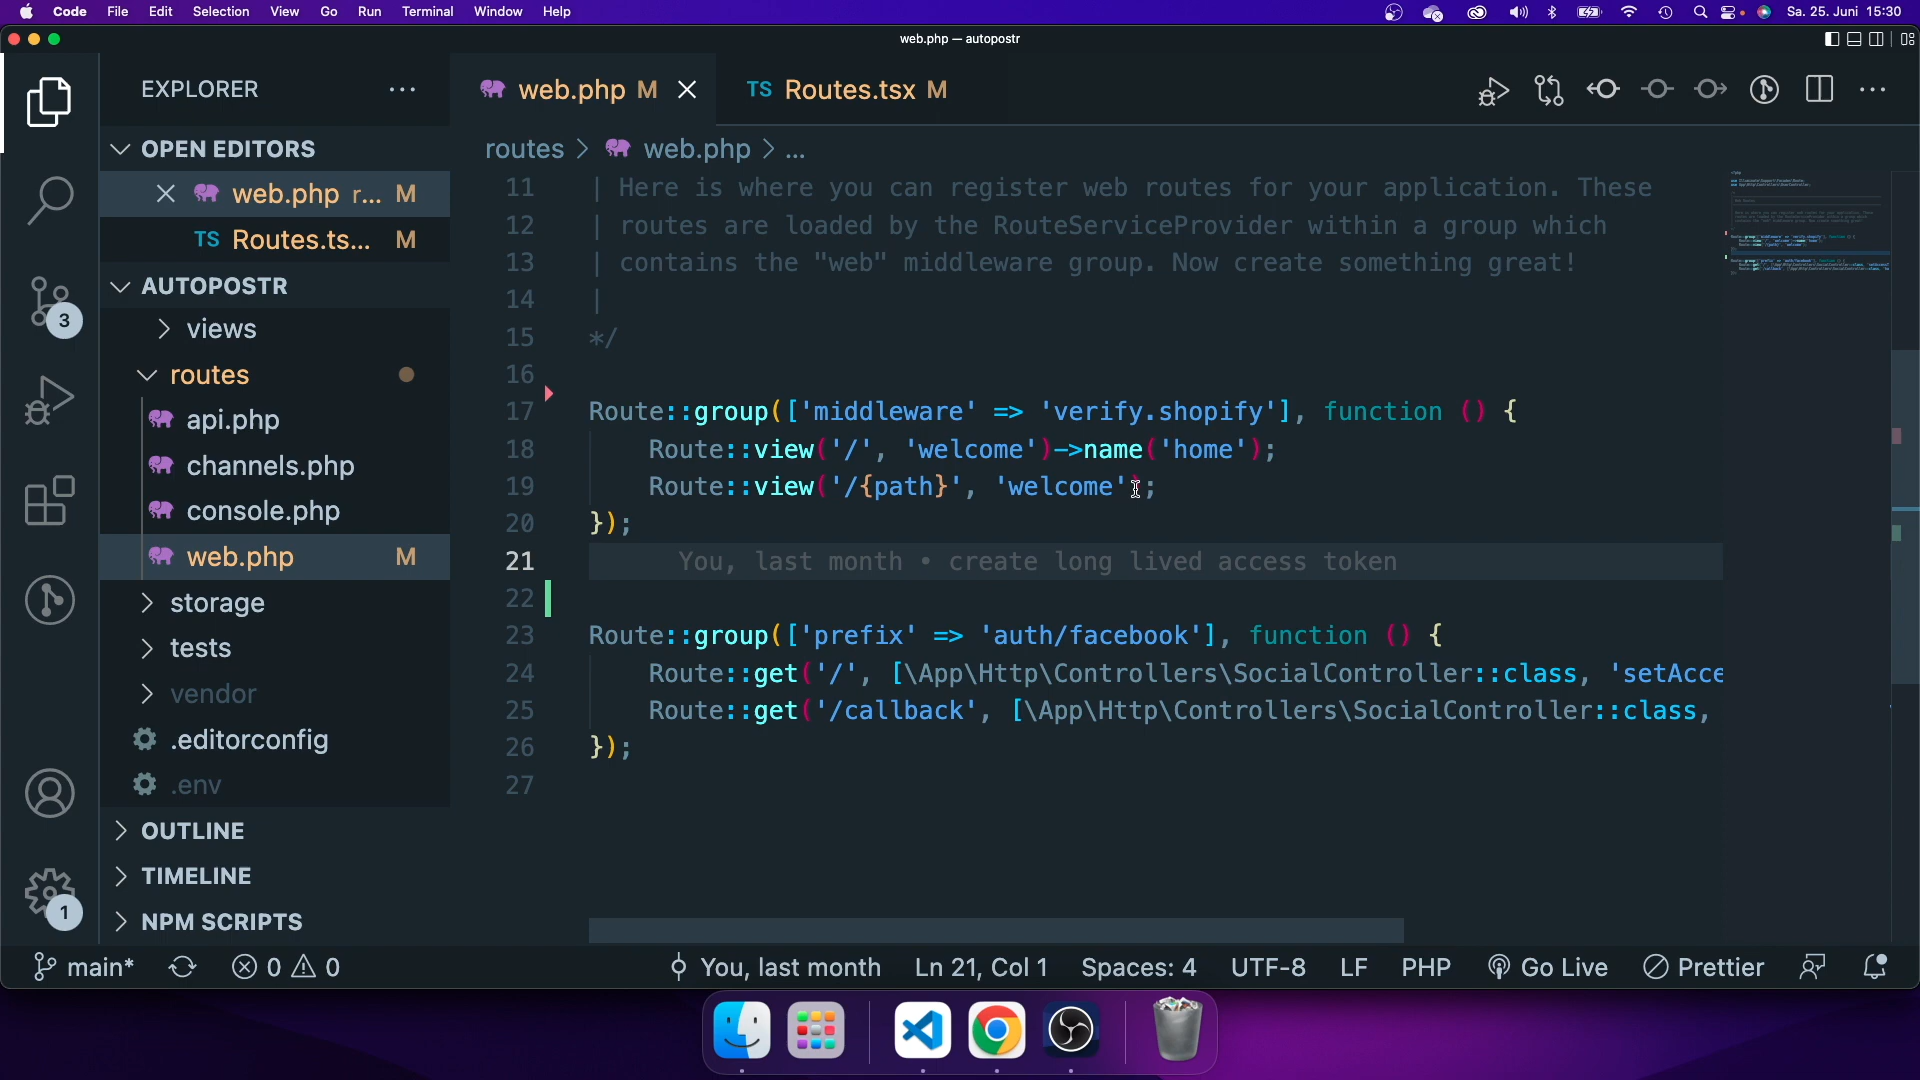 Code File Edit Selection View Go Run Terminal Window Help Sa. 25. Juni 15:30
web.php — autopostr
EXPLORER
web.php M TS Routes.tsx M
OPEN EDITORS
web.php r... M
TS Routes.ts... M
AUTOPOSTR
views
routes
api.php
channels.php
console.php
web.php M
storage
tests
vendor
.editorconfig
.env
OUTLINE
TIMELINE
NPM SCRIPTS
3
1
routes > web.php > ...
11 | Here is where you can register web routes for your application. These
12 | routes are loaded by the RouteServiceProvider within a group which
13 | contains the "web" middleware group. Now create something great!
14 |
15 */
16
17 Route::group(['middleware' => 'verify.shopify'], function () {
18 Route::view('/', 'welcome')->name('home');
19 Route::view('/{path}', 'welcome');
20 });
21 You, last month • create long lived access token
22
23 Route::group(['prefix' => 'auth/facebook'], function () {
24 Route::get('/', [\App\Http\Controllers\SocialController::class, 'setAcce
25 Route::get('/callback', [\App\Http\Controllers\SocialController::class,
26 });
27
main* 0 0 You, last month Ln 21, Col 1 Spaces: 4 UTF-8 LF PHP Go Live Prettier